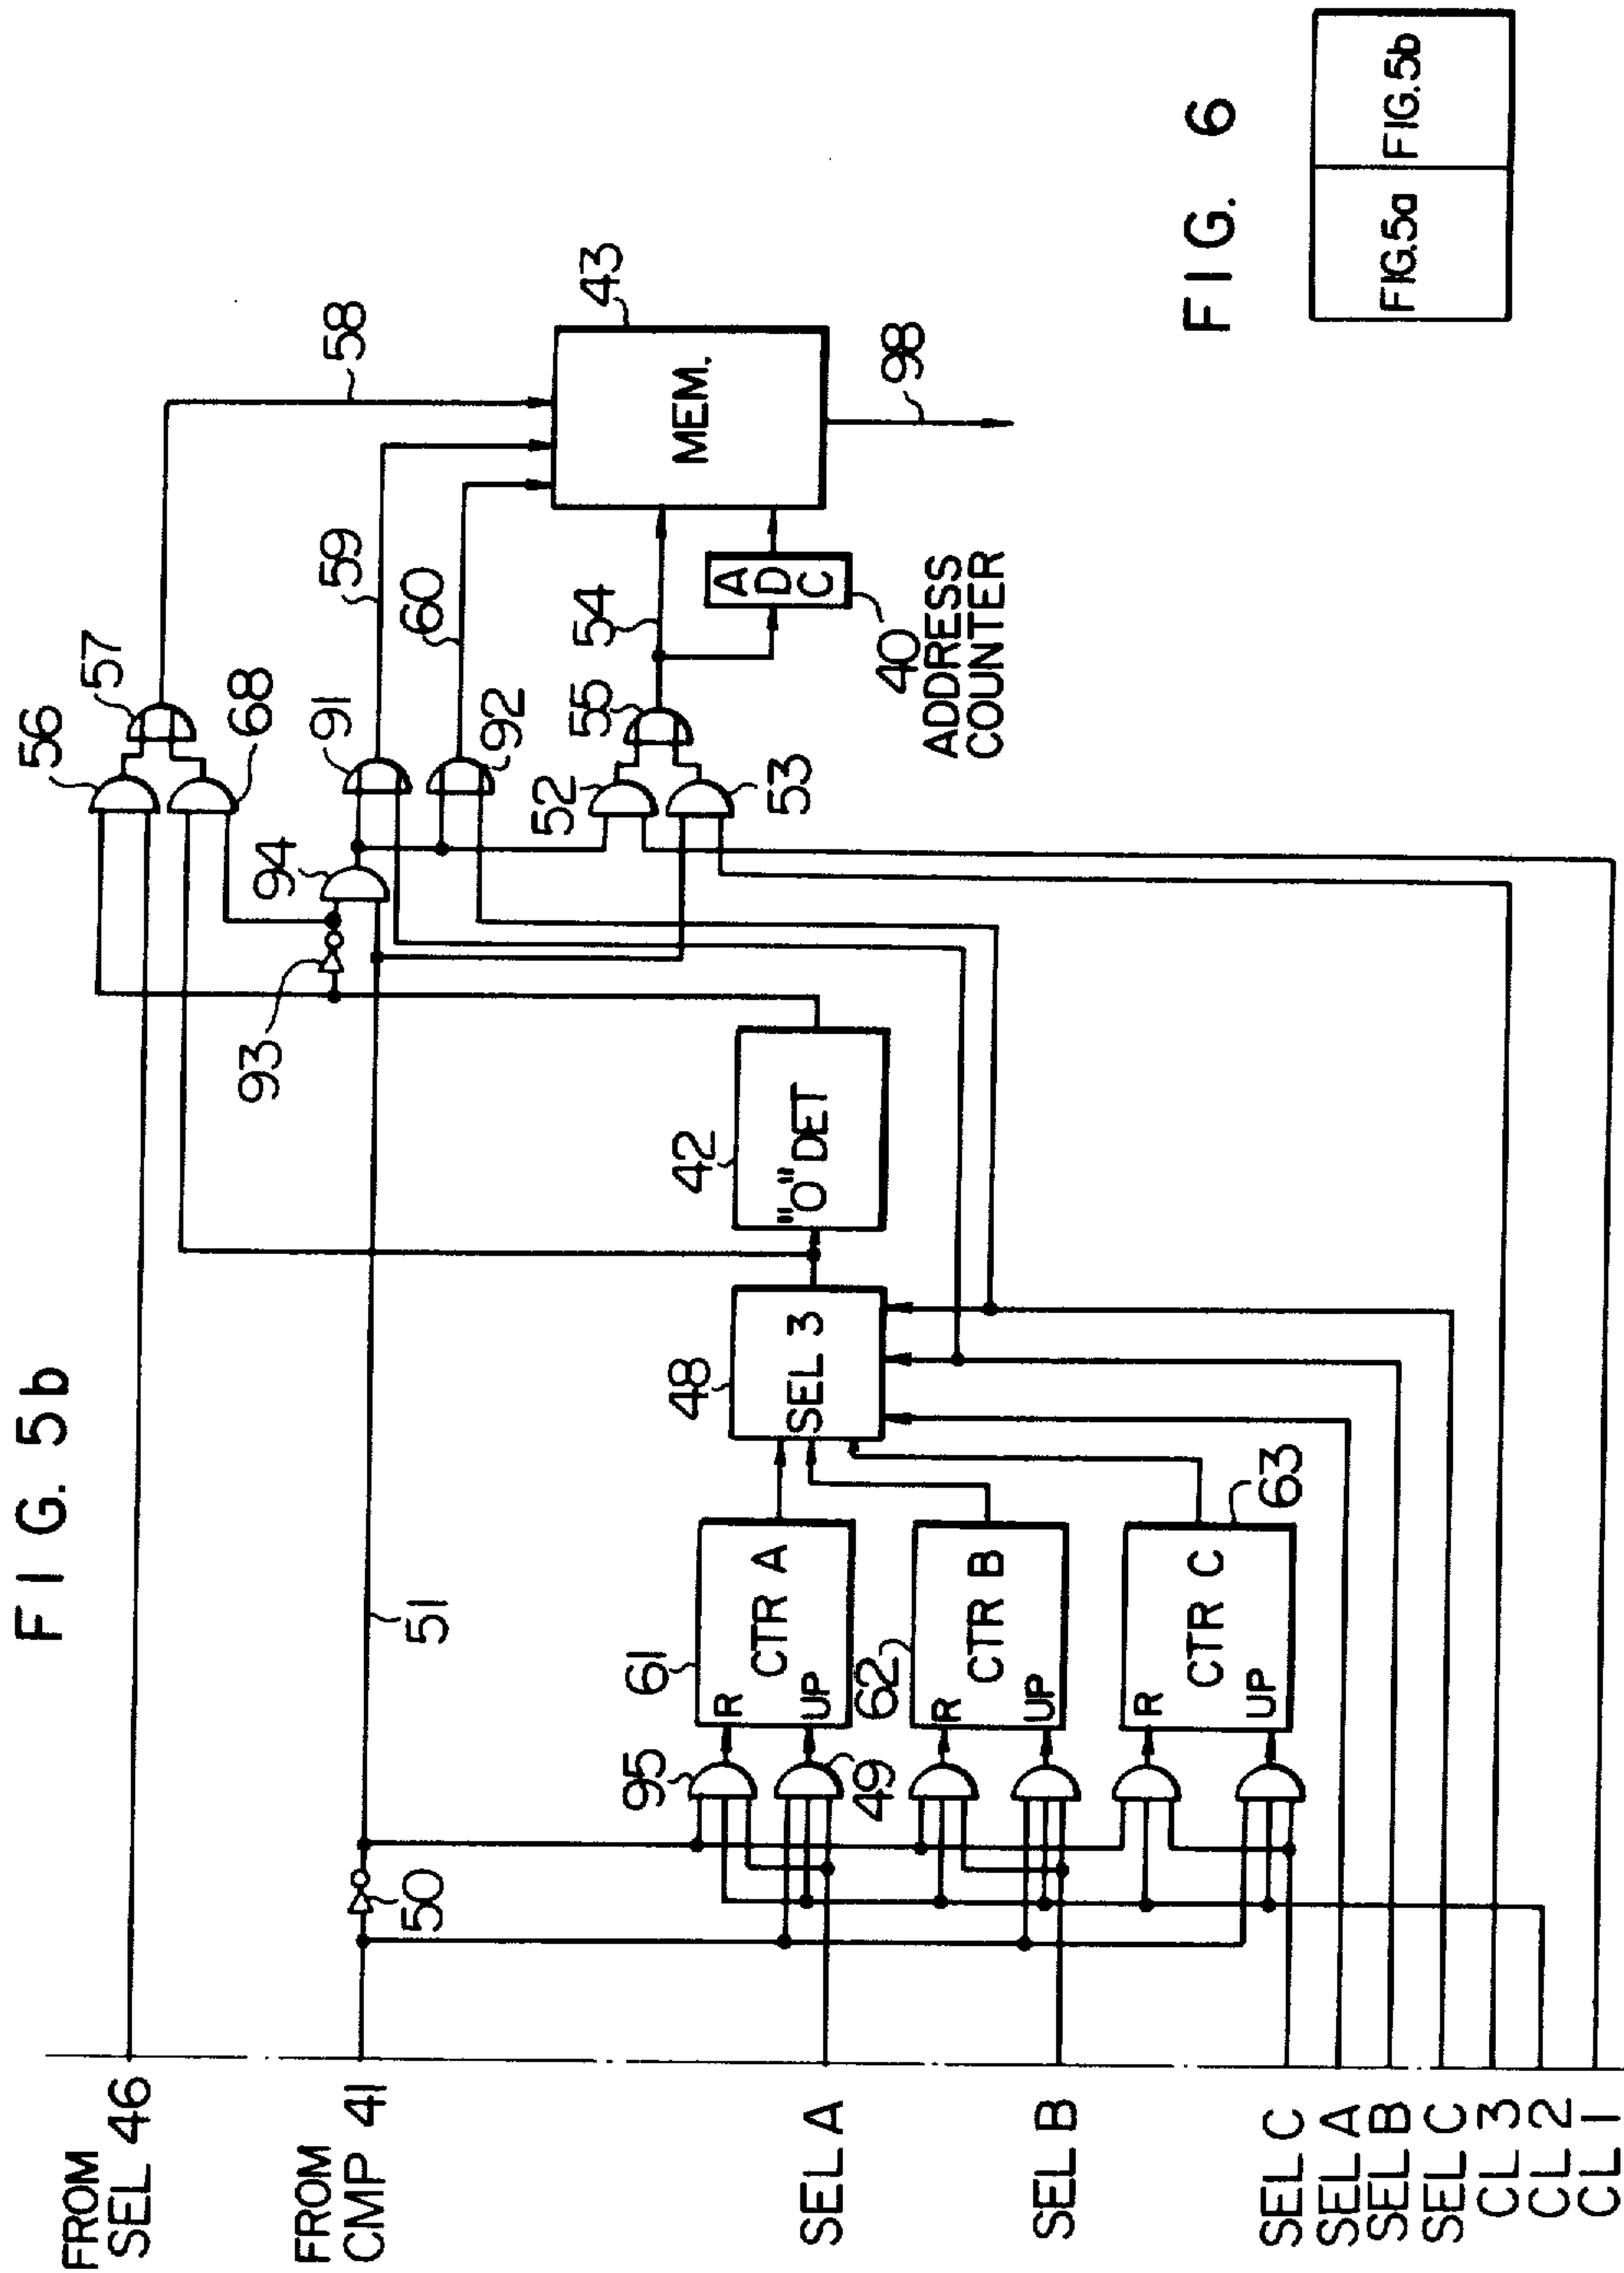 FIG. 5b
FROM
SEL 46
FROM
CMP 41
SEL A
SEL B
SEL C
SEL A
SEL B
SEL C
CL 3
CL 2
CL 1
50
51
95
49
61
R
CTR A
UP
62
R
CTR B
UP
R
CTR C
UP
63
48
SEL 3
42
"O" DET
93
94
56
57
68
91
92
52
53
55
54
58
59
60
43
MEM.
A
D
C
40
ADDRESS
COUNTER
98
FIG. 6
FIG.5a
FIG.5b